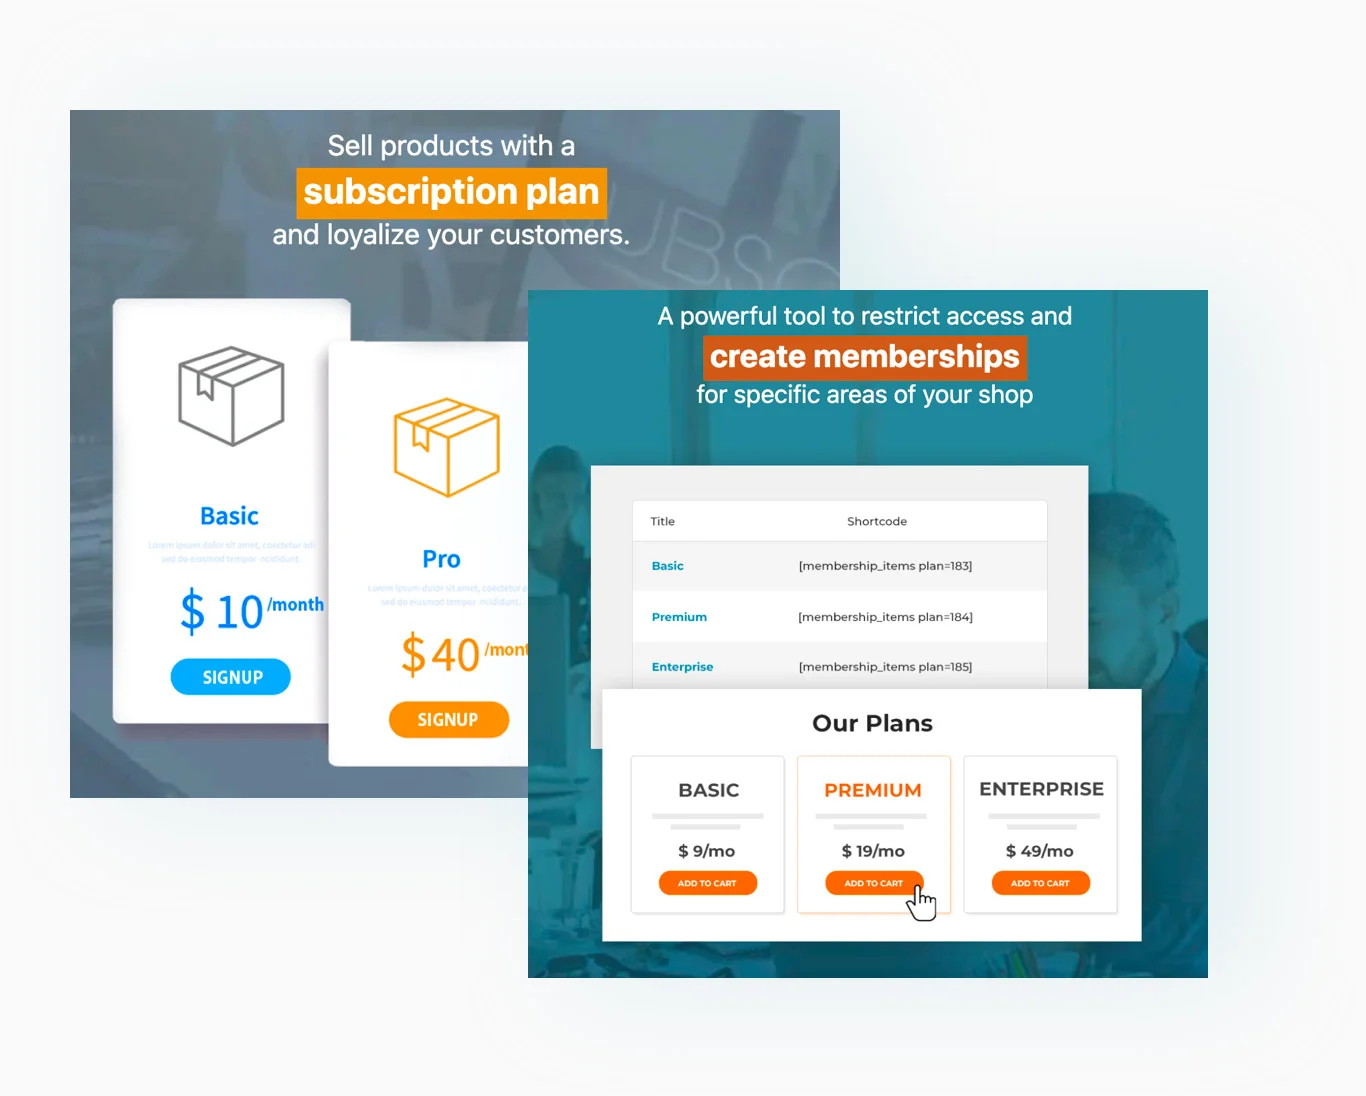 Sell products with a
subscription plan
and loyalize your customers.
UBSC
Basic
Lorem ipsum dolor sit amet, coectetur adi
sed do eiusmod tempor
$ 10 /month
SIGNUP
Pro
Lorem ipsum dolor sit amet, coectetur
sed do eiusmod tempor
$ 40 /mont
SIGNUP
A powerful tool to restrict access and
create memberships
for specific areas of your shop
Title Shortcode
Basic [membership_items plan=183]
Premium [membership_items plan=184]
Enterprise [membership_items plan=185]
Our Plans
BASIC
$ 9/mo
ADD TO CART
PREMIUM
$ 19/mo
ADD TO CART
ENTERPRISE
$ 49/mo
ADD TO CART